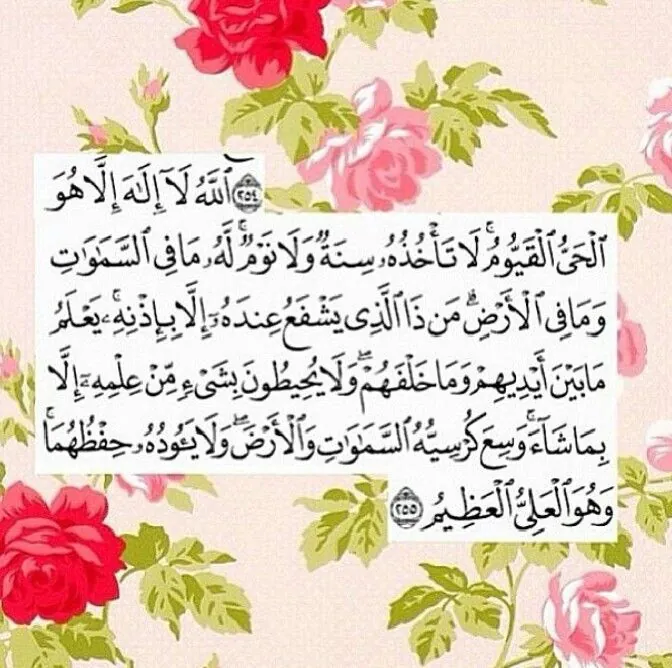 ٢٥٤ ٱللَّهُ لَآ إِلَٰهَ إِلَّا هُوَ
ٱلْحَىُّ ٱلْقَيُّومُ ۚ لَا تَأْخُذُهُۥ سِنَةٌ وَلَا نَوْمٌ ۚ لَّهُۥ مَا فِى ٱلسَّمَٰوَٰتِ
وَمَا فِى ٱلْأَرْضِ ۗ مَن ذَا ٱلَّذِى يَشْفَعُ عِندَهُۥٓ إِلَّا بِإِذْنِهِۦ ۚ يَعْلَمُ
مَا بَيْنَ أَيْدِيهِمْ وَمَا خَلْفَهُمْ ۖ وَلَا يُحِيطُونَ بِشَىْءٍ مِّنْ عِلْمِهِۦٓ إِلَّا
بِمَا شَآءَ ۚ وَسِعَ كُرْسِيُّهُ ٱلسَّمَٰوَٰتِ وَٱلْأَرْضَ ۖ وَلَا يَـُٔودُهُۥ حِفْظُهُمَا ۚ
وَهُوَ ٱلْعَلِىُّ ٱلْعَظِيمُ ٢٥٥